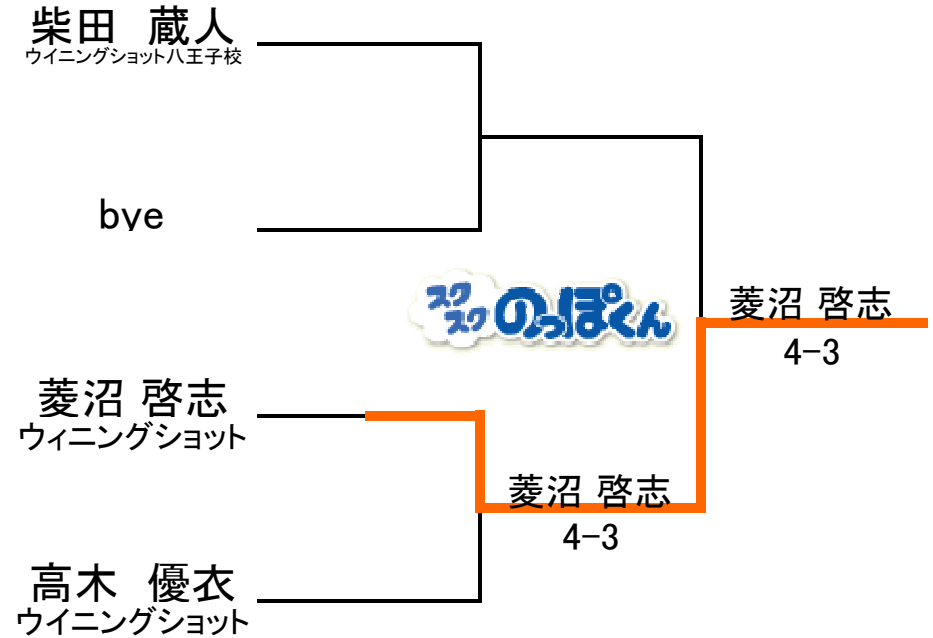 柴田 蔵人
ウイニングショット八王子校
bye
スク
スク のっぽくん
菱沼 啓志
4-3
菱沼 啓志
ウィニングショット
菱沼 啓志
4-3
高木 優衣
ウイニングショット